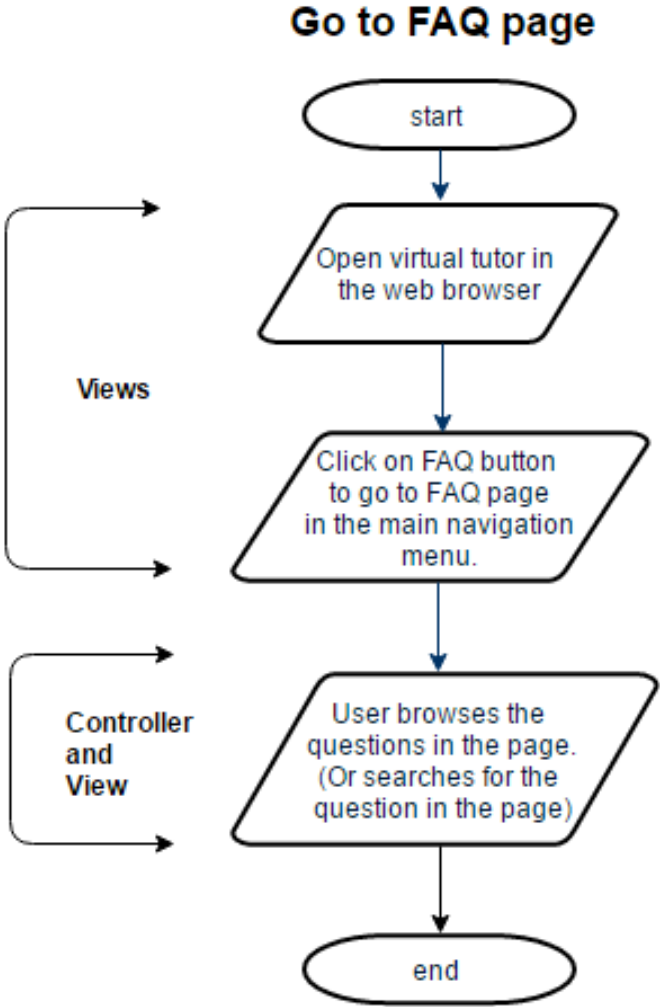 Go to FAQ page
start
Open virtual tutor in
the web browser
Views
Click on FAQ button
to go to FAQ page
in the main navigation
menu.
Controller
and
View
User browses the
questions in the page.
(Or searches for the
question in the page)
end